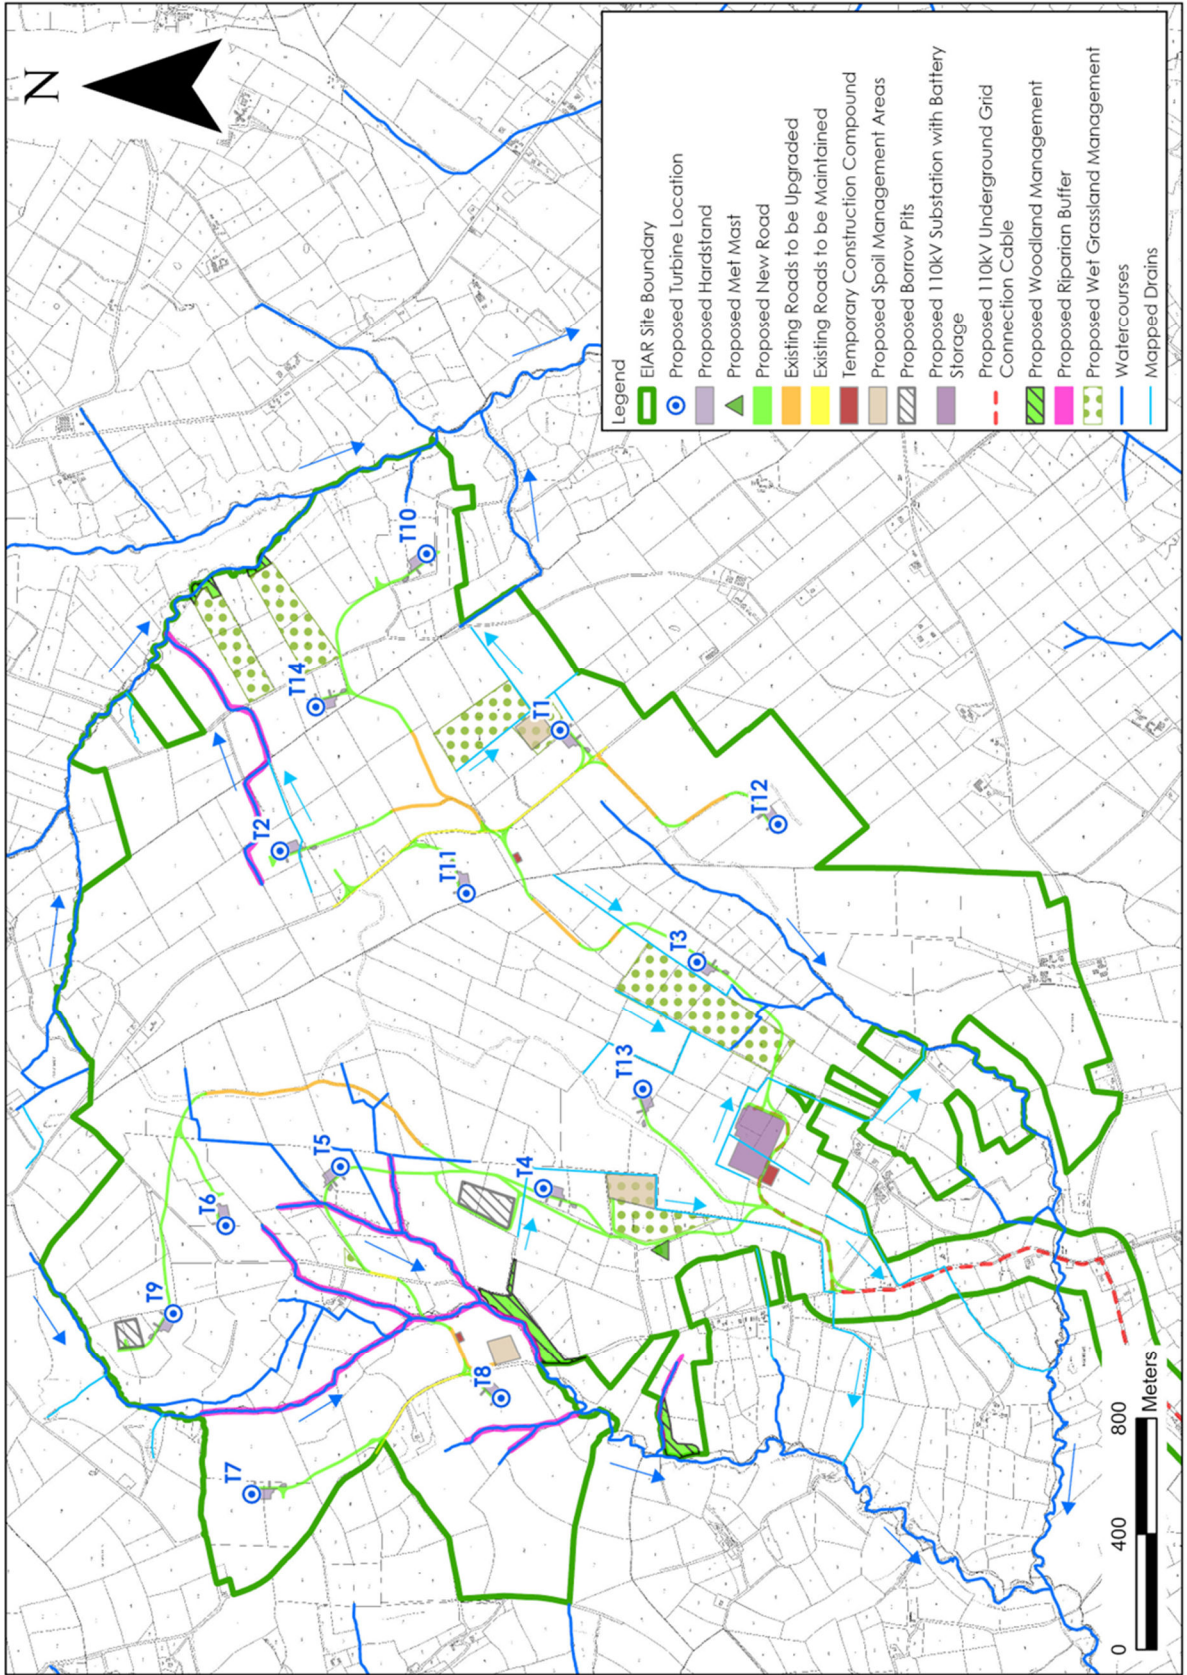 N
Legend
EIAR Site Boundary
Proposed Turbine Location
Proposed Hardstand
Proposed Met Mast
Proposed New Road
Existing Roads to be Upgraded
Existing Roads to be Maintained
Temporary Construction Compound
Proposed Spoil Management Areas
Proposed Borrow Pits
Proposed 110kV Substation with Battery
Storage
Proposed 110kV Underground Grid
Connection Cable
Proposed Woodland Management
Proposed Riparian Buffer
Proposed Wet Grassland Management
Watercourses
Mapped Drains
T7
T9
T6
T8
T5
T4
T13
T3
T11
T2
T12
T1
T14
T10
0 400 800
Meters